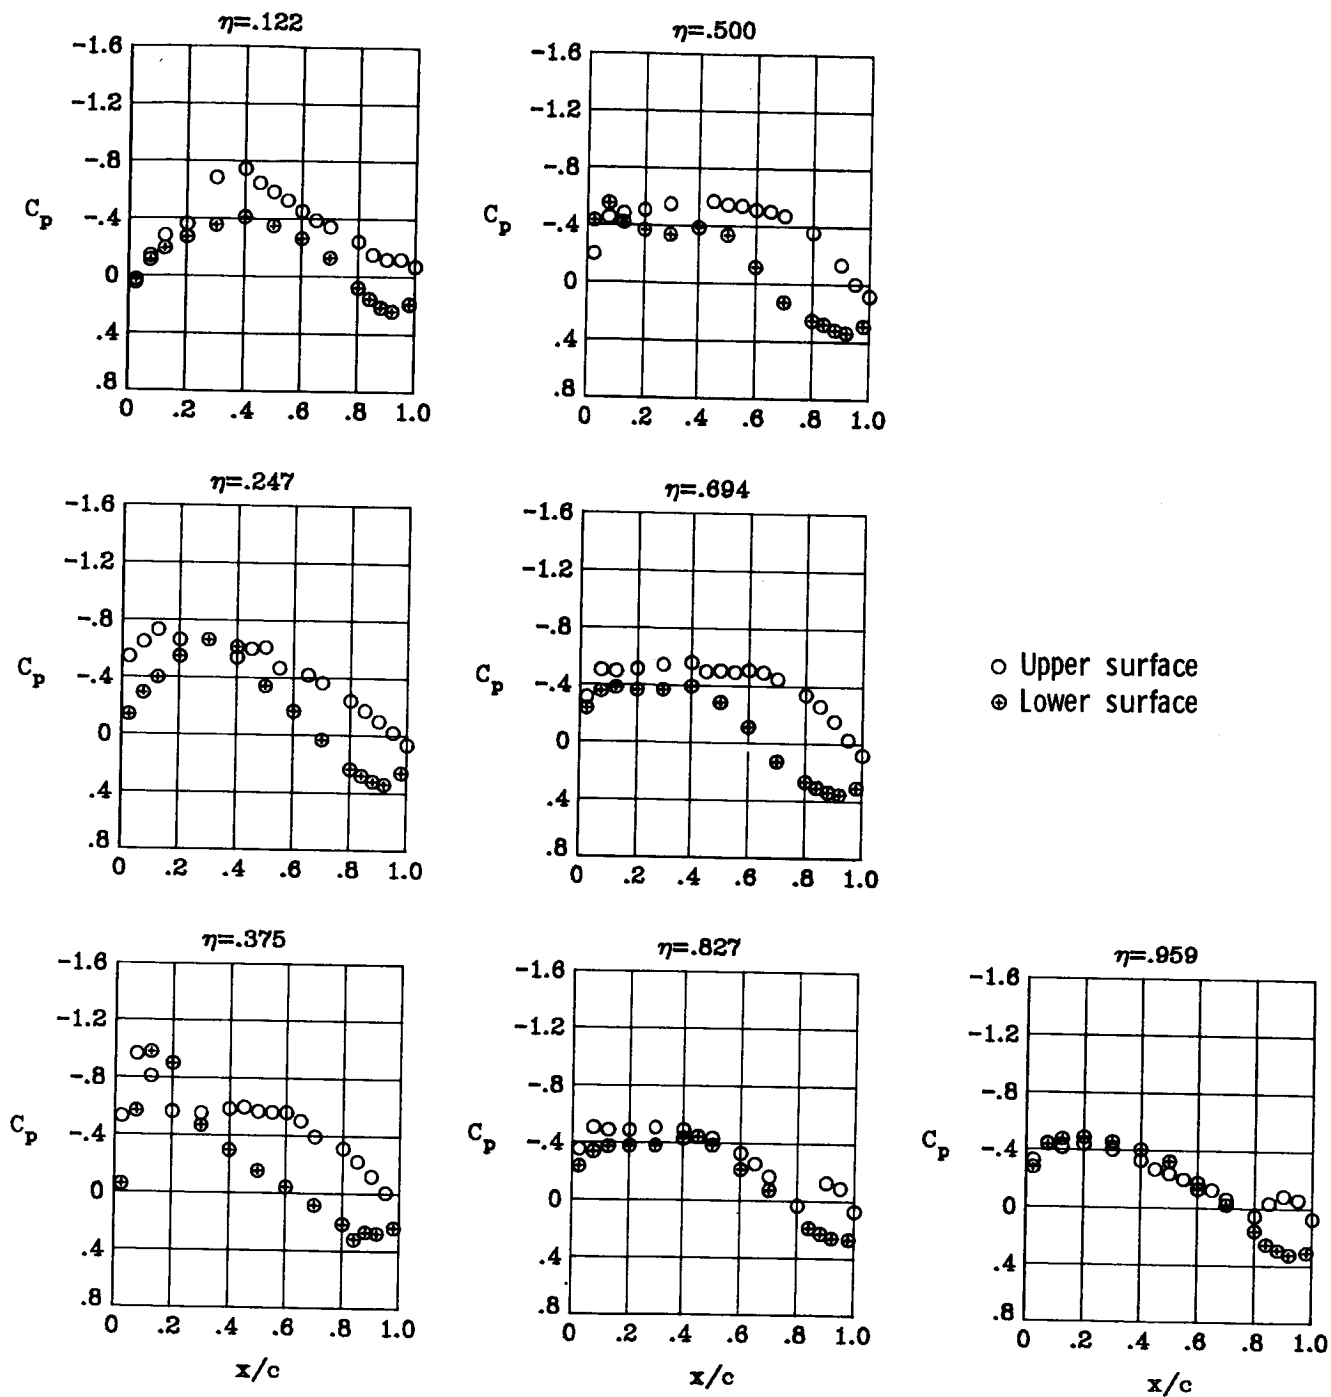 η=.122
-1.6
-1.2
-.8
-.4
0
.4
.8
C_p
0 .2 .4 .6 .8 1.0
η=.500
-1.6
-1.2
-.8
-.4
0
.4
.8
C_p
0 .2 .4 .6 .8 1.0
η=.247
-1.6
-1.2
-.8
-.4
0
.4
.8
C_p
0 .2 .4 .6 .8 1.0
η=.694
-1.6
-1.2
-.8
-.4
0
.4
.8
C_p
0 .2 .4 .6 .8 1.0
Upper surface
Lower surface
η=.375
-1.6
-1.2
-.8
-.4
0
.4
.8
C_p
0 .2 .4 .6 .8 1.0
x/c
η=.827
-1.6
-1.2
-.8
-.4
0
.4
.8
C_p
0 .2 .4 .6 .8 1.0
x/c
η=.959
-1.6
-1.2
-.8
-.4
0
.4
.8
C_p
0 .2 .4 .6 .8 1.0
x/c